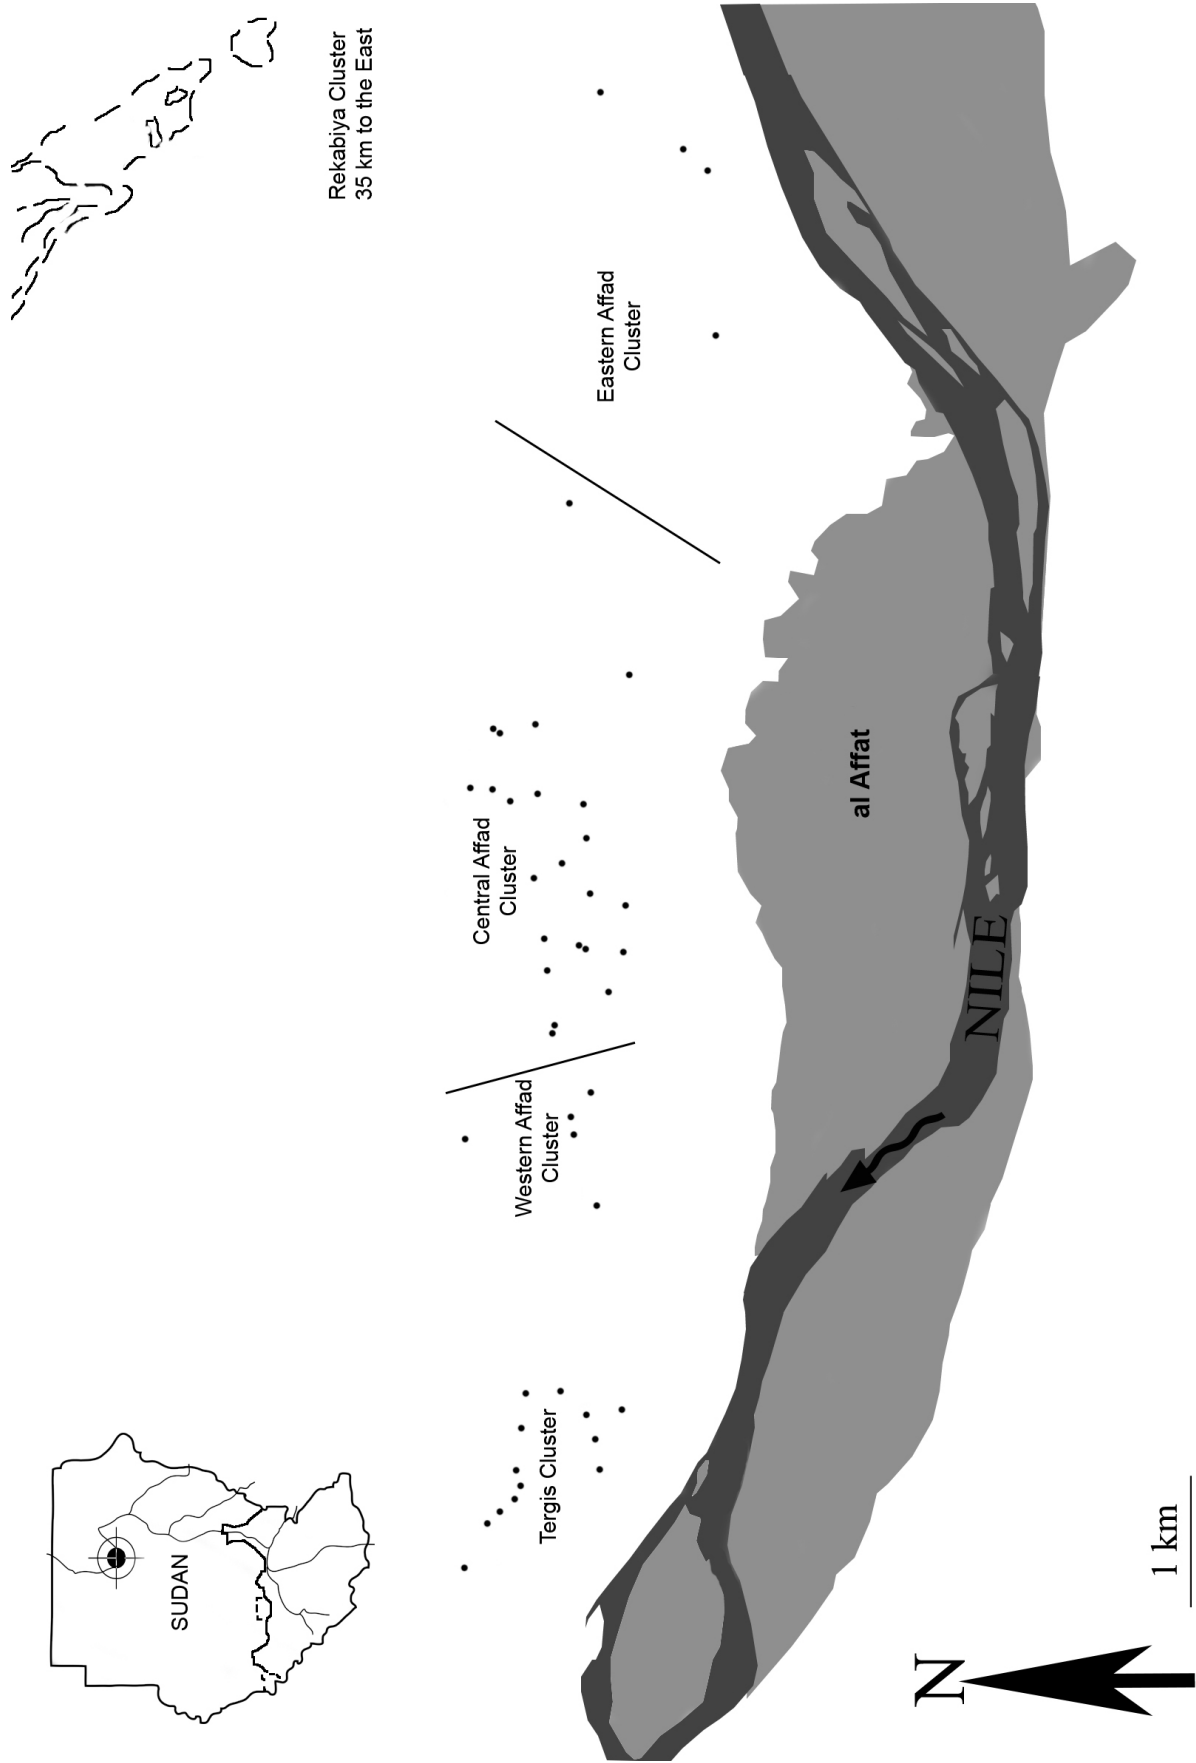 Rekabiya Cluster
35 km to the East
Eastern Affad
Cluster
Central Affad
Cluster
Western Affad
Cluster
Tergis Cluster
SUDAN
al Affat
NILE
N
1 km